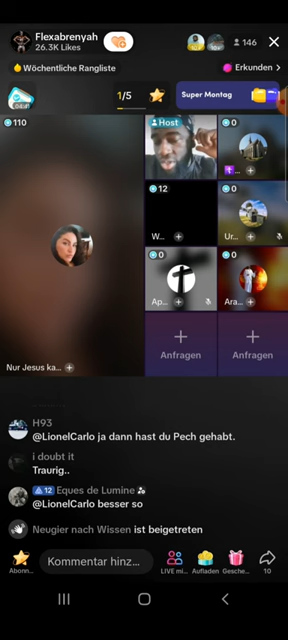 Flexabrenyah
26.3K Likes
146
Wöchentliche Rangliste
Erkunden >
1/5
Super Montag
110
Host
0
12
W...
0
Ur...
0
Ap...
0
Ara...
Nur Jesus ka...
Anfragen
Anfragen
H93
@LionelCarlo ja dann hast du Pech gehabt.
i doubt it
Traurig..
12 Eques de Lumine
@LionelCarlo besser so
Neugier nach Wissen ist beigetreten
Kommentar hinz...
Abonn...
LIVE mi...
Aufladen
Gesche...
10